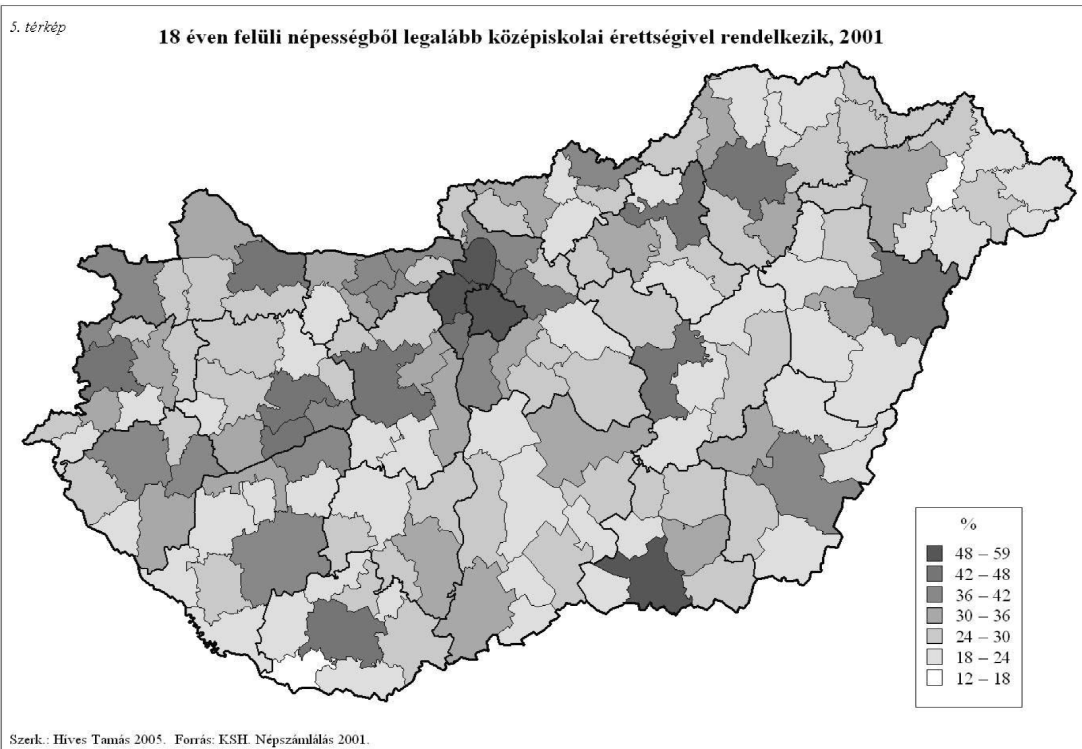 5. térkép
18 éven felüli népességből legalább középiskolai érettségivel rendelkezik, 2001
%
48 – 59
42 – 48
36 – 42
30 – 36
24 – 30
18 – 24
12 – 18
Szerk.: Híves Tamás 2005. Forrás: KSH. Népszámlálás 2001.